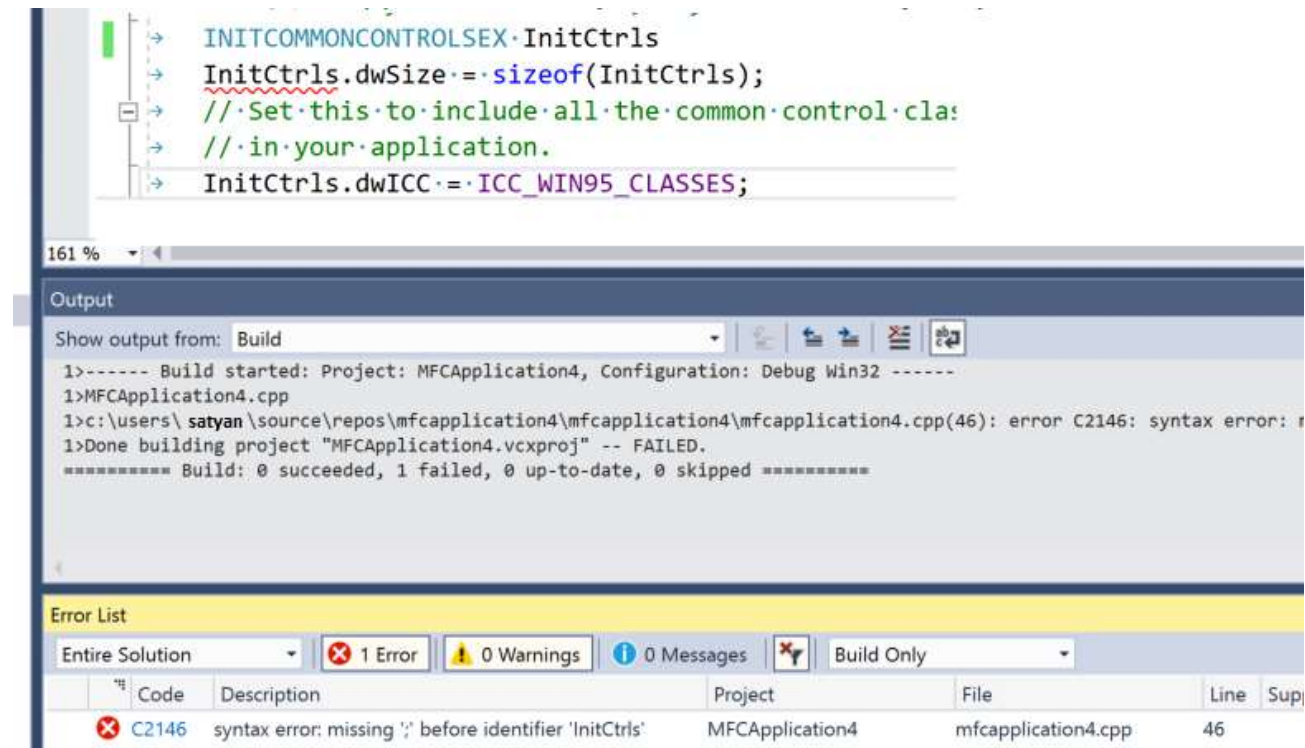 INITCOMMONCONTROLSEX InitCtrls
InitCtrls.dwSize = sizeof(InitCtrls);
// Set this to include all the common control
// in your application.
InitCtrls.dwICC = ICC_WIN95_CLASSES;
161 %
Output
Show output from: Build
1>------ Build started: Project: MFCApplication4, Configuration: Debug Win32 ------
1>MFCApplication4.cpp
1>c:\users\ satyan \source\repos\mfcapplication4\mfcapplication4\mfcapplication4.cpp(46): error C2146: syntax error:
1>Done building project "MFCApplication4.vcxproj" -- FAILED.
========== Build: 0 succeeded, 1 failed, 0 up-to-date, 0 skipped ==========
Error List
Entire Solution 1 Error 0 Warnings 0 Messages Build Only
Code Description Project File Line
C2146 syntax error: missing ';' before identifier 'InitCtrls' MFCApplication4 mfcapplication4.cpp 46